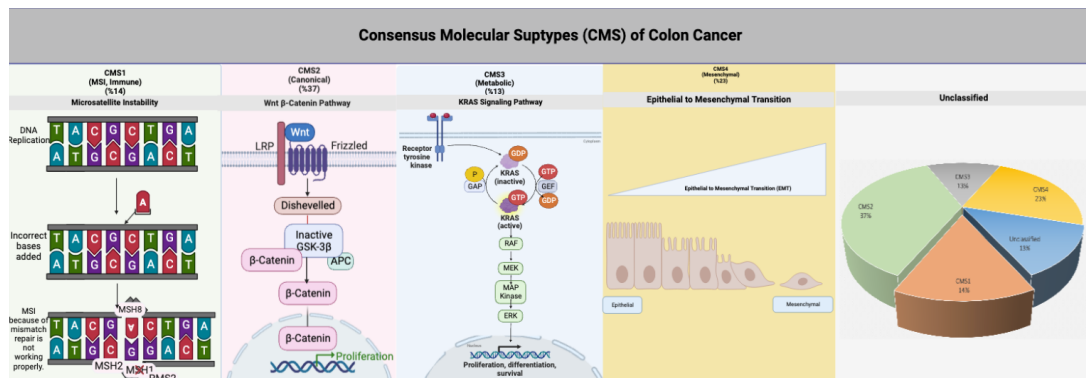 Consensus Molecular Suptypes (CMS) of Colon Cancer
CMS1
(MSI, Immune)
(%14)
Microsatellite Instability
DNA
Replication
T A C G C T G A
A T G C G A C T
A
Incorrect
bases
added
T A C G C T G A
A T G C G A C T
MSI
because of
mismatch
repair is
not
working
properly.
MSH8
T A C G A C T G A
A T G C G G A C T
MSH2
MSH1
PMS2
CMS2
(Canonical)
(%37)
Wnt β-Catenin Pathway
LRP
Wnt
Frizzled
Dishevelled
Inactive
GSK-3β
β-Catenin
APC
β-Catenin
β-Catenin
Proliferation
CMS3
(Metabolic)
(%13)
KRAS Signaling Pathway
Cytoplasm
Receptor
tyrosine
kinase
GDP
KRAS
(inactive)
P
GAP
GTP
GEF
GDP
GTP
KRAS
(active)
RAF
MEK
MAP
Kinase
ERK
Nucleus
Proliferation, differentiation,
survival
CMS4
(Mesenchymal)
(%23)
Epithelial to Mesenchymal Transition
Epithelial to Mesenchymal Transition (EMT)
Epithelial
Mesenchymal
Unclassified
CMS3
13%
CMS4
23%
CMS2
37%
Unclassified
13%
CMS1
14%